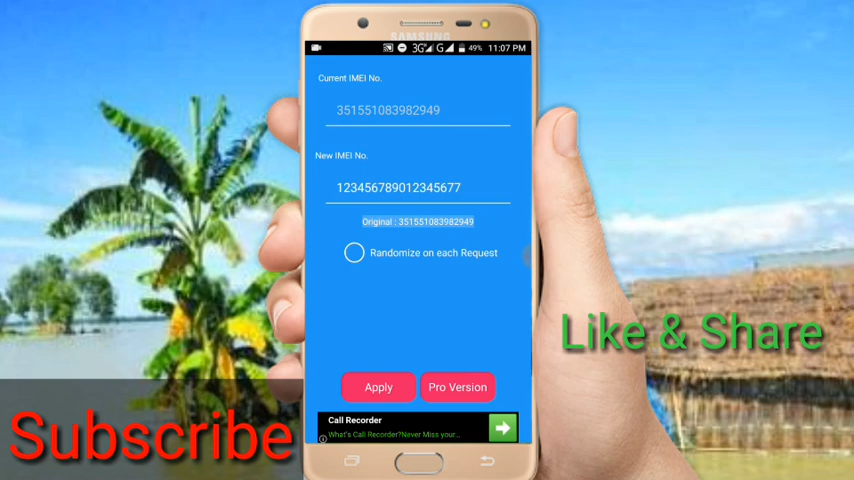 SAMSUNG
3G G 49% 11:07 PM
Current IMEI No.
351551083982949
New IMEI No.
123456789012345677
Original : 351551083982949
Randomize on each Request
Apply Pro Version
Call Recorder
What's Call Recorder?Never Miss your...
Like & Share
Subscribe